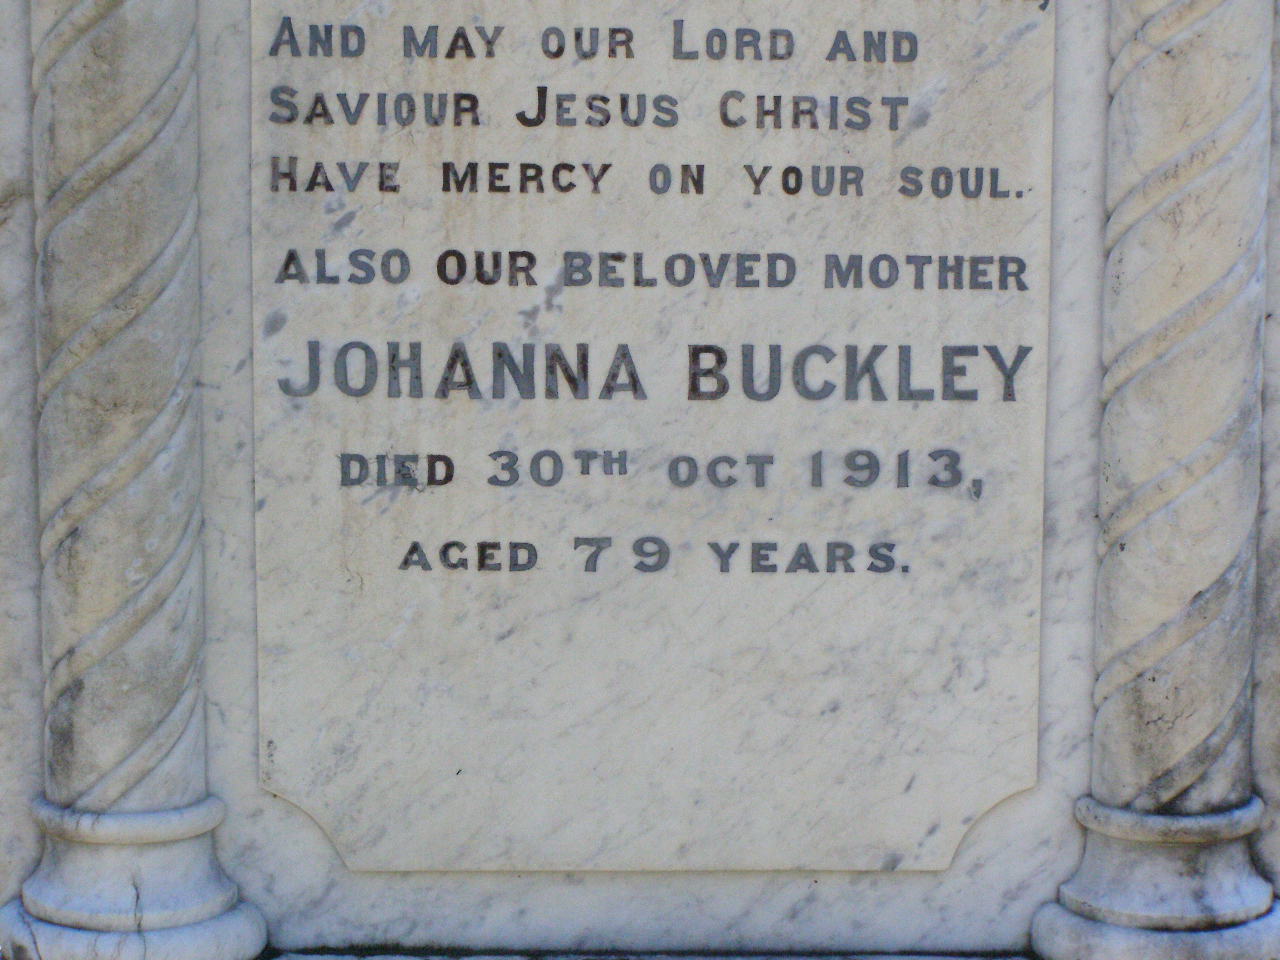 AND MAY OUR LORD AND
SAVIOUR JESUS CHRIST
HAVE MERCY ON YOUR SOUL.
ALSO OUR BELOVED MOTHER
JOHANNA BUCKLEY
DIED 30TH OCT 1913,
AGED 79 YEARS.